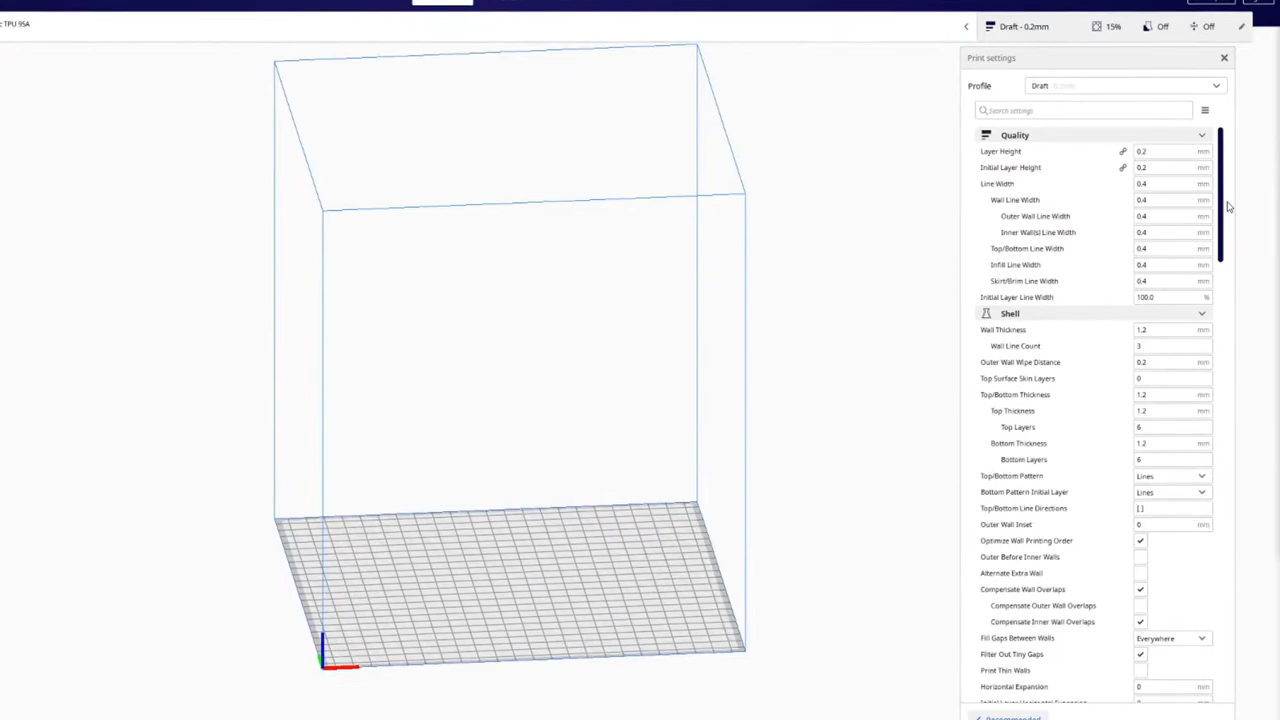 TPU 95A
Draft - 0.2mm 15% Off Off
Print settings
Profile Draft 0.2mm
Search settings
Quality
Layer Height 0.2 mm
Initial Layer Height 0.2 mm
Line Width 0.4 mm
Wall Line Width 0.4 mm
Outer Wall Line Width 0.4 mm
Inner Wall(s) Line Width 0.4 mm
Top/Bottom Line Width 0.4 mm
Infill Line Width 0.4 mm
Skirt/Brim Line Width 0.4 mm
Initial Layer Line Width 100.0 %
Shell
Wall Thickness 1.2 mm
Wall Line Count 3
Outer Wall Wipe Distance 0.2 mm
Top Surface Skin Layers 0
Top/Bottom Thickness 1.2 mm
Top Thickness 1.2 mm
Top Layers 6
Bottom Thickness 1.2 mm
Bottom Layers 6
Top/Bottom Pattern Lines
Bottom Pattern Initial Layer Lines
Top/Bottom Line Directions [ ]
Outer Wall Inset 0 mm
Optimize Wall Printing Order
Outer Before Inner Walls
Alternate Extra Wall
Compensate Wall Overlaps
Compensate Outer Wall Overlaps
Compensate Inner Wall Overlaps
Fill Gaps Between Walls Everywhere
Filter Out Tiny Gaps
Print Thin Walls
Horizontal Expansion 0 mm
Initial Layer Horizontal Expansion
Recommended